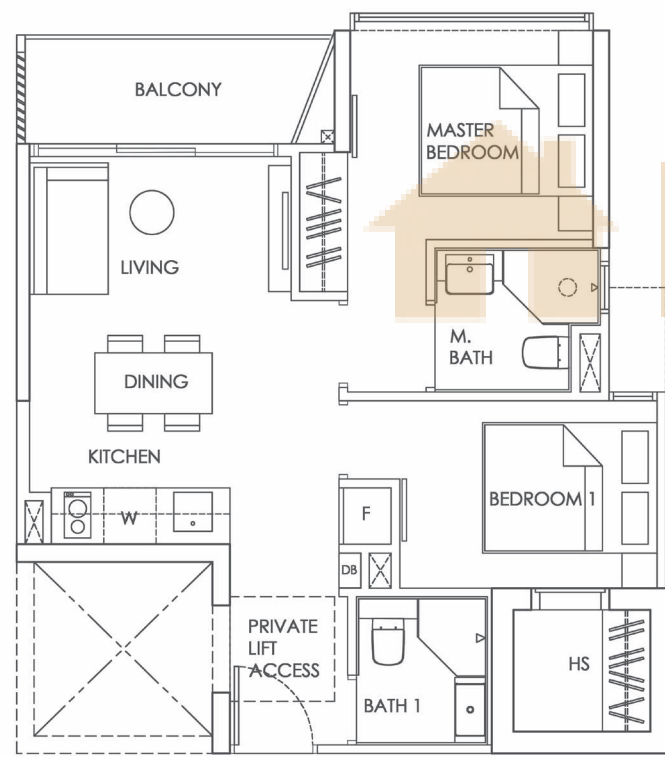 BALCONY
MASTER
BEDROOM
LIVING
M.
BATH
DINING
KITCHEN
BEDROOM 1
W
F
DB
PRIVATE
LIFT
ACCESS
HS
BATH 1